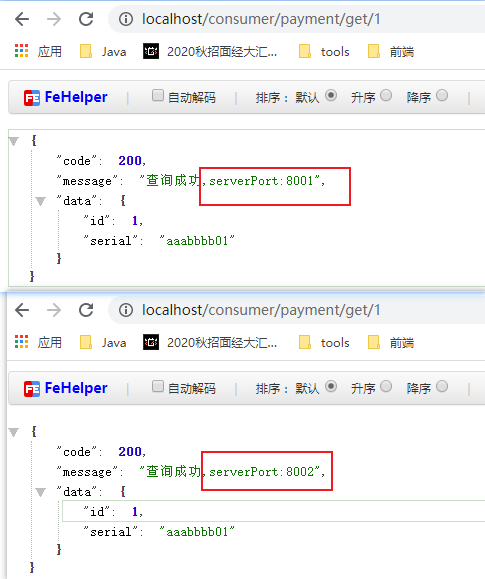 localhost/consumer/payment/get/1
应用 Java 2020秋招面经大汇... tools 前端
FeHelper | 自动解码 | 排序： 默认 升序 降序 |
{
"code": 200,
"message": "查询成功,serverPort:8001",
"data": {
"id": 1,
"serial": "aaabbbb01"
}
}
localhost/consumer/payment/get/1
应用 Java 2020秋招面经大汇... tools 前端
FeHelper | 自动解码 | 排序： 默认 升序 降序 |
{
"code": 200,
"message": "查询成功,serverPort:8002",
"data": {
"id": 1,
"serial": "aaabbbb01"
}
}